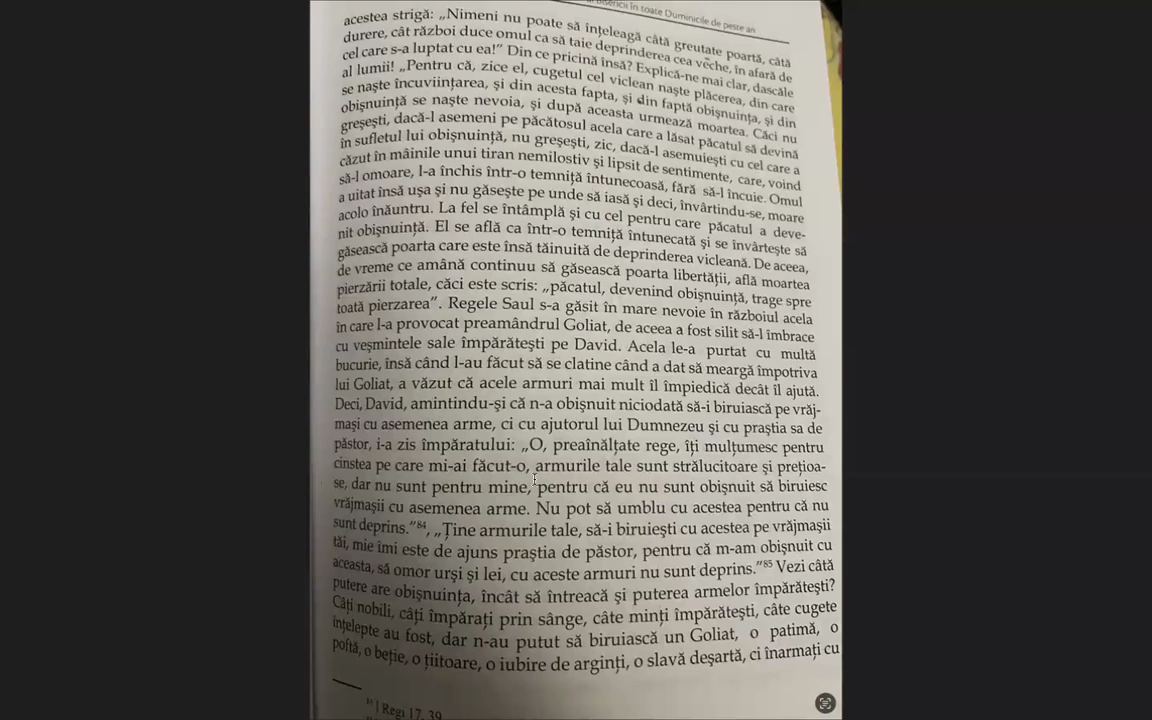 în toate Duminicile de peste an
acestea strigă: „Nimeni nu poate să înțeleagă câtă greutate poartă, câtă
durere, cât război duce omul ca să taie deprinderea cea veche, în afară de
cel care s-a luptat cu ea!” Din ce pricină însă? Explică-ne mai clar, dascăle
al lumii! „Pentru că, zice el, cugetul cel viclean naște plăcerea, din care
se naște încuviințarea, și din acesta fapta, și din faptă obișnuința, și din
obișnuință se naște nevoia, și după aceasta urmează moartea. Căci nu
greșești, dacă-l asemeni pe păcătosul acela care a lăsat păcatul să devină
în sufletul lui obișnuință, nu greșești, zic, dacă-l asemuiești cu cel care a
căzut în mâinile unui tiran nemilostiv și lipsit de sentimente, care, voind
să-l omoare, l-a închis într-o temniță întunecoasă, fără să-l încuie. Omul
a uitat însă ușa și nu găsește pe unde să iasă și deci, învârtindu-se, moare
acolo înăuntru. La fel se întâmplă și cu cel pentru care păcatul a deve-
nit obișnuință. El se află ca într-o temniță întunecată și se învârtește să
găsească poarta care este însă tăinuită de deprinderea vicleană. De aceea,
de vreme ce amână continuu să găsească poarta libertății, află moartea
pierzării totale, căci este scris: „păcatul, devenind obișnuință, trage spre
toată pierzarea”. Regele Saul s-a găsit în mare nevoie în războiul acela
în care l-a provocat preamândrul Goliat, de aceea a fost silit să-l îmbrace
cu veșmintele sale împărătești pe David. Acela le-a purtat cu multă
bucurie, însă când l-au făcut să se clatine când a dat să meargă împotriva
lui Goliat, a văzut că acele armuri mai mult îl împiedică decât îl ajută.
Deci, David, amintindu-și că n-a obișnuit niciodată să-i biruiască pe vrăj-
mași cu asemenea arme, ci cu ajutorul lui Dumnezeu și cu praștia sa de
păstor, i-a zis împăratului: „O, preaînălțate rege, îți mulțumesc pentru
cinstea pe care mi-ai făcut-o, armurile tale sunt strălucitoare și prețioa-
se, dar nu sunt pentru mine, pentru că eu nu sunt obișnuit să biruiesc
vrăjmașii cu asemenea arme. Nu pot să umblu cu acestea pentru că nu
sunt deprins.”84, „Ține armurile tale, să-i biruiești cu acestea pe vrăjmașii
tăi, mie îmi este de ajuns praștia de păstor, pentru că m-am obișnuit cu
aceasta, să omor urși și lei, cu aceste armuri nu sunt deprins.”85 Vezi câtă
putere are obișnuința, încât să întreacă și puterea armelor împărătești?
Câți nobili, câți împărați prin sânge, câte minți împărătești, câte cugete
înțelepte au fost, dar n-au putut să biruiască un Goliat, o patimă, o
poftă, o beție, o țiitoare, o iubire de arginți, o slavă deșartă, ci înarmați cu
I Regi 17, 39